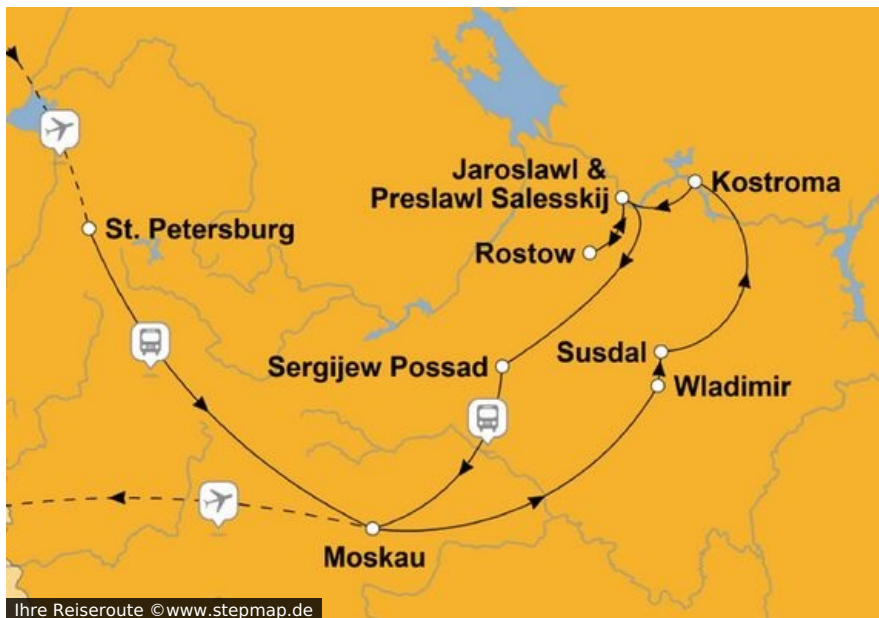 Jaroslawl &
Preslawl Salesskij
Kostroma
St. Petersburg
Rostow
Susdal
Sergijew Possad
Wladimir
Moskau
Ihre Reiseroute ©www.stepmap.de